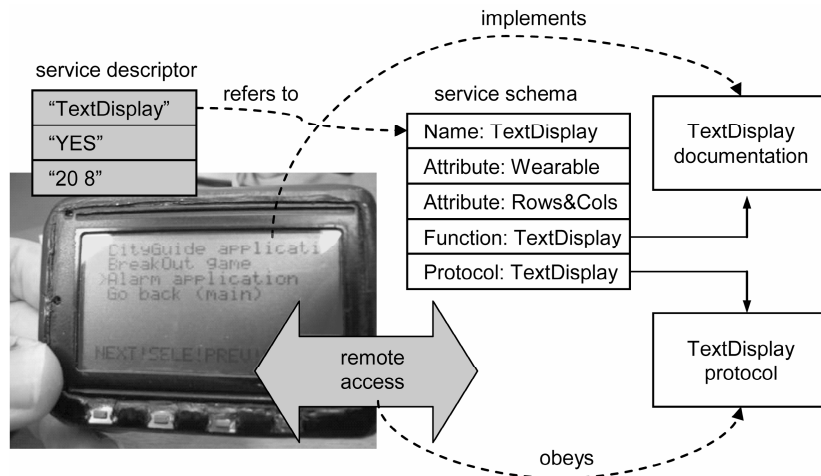 implements
service descriptor
refers to
service schema
"TextDisplay"
"YES"
"20 8"
Name: TextDisplay
Attribute: Wearable
Attribute: Rows&Cols
Function: TextDisplay
Protocol: TextDisplay
TextDisplay
documentation
CityGuide applicati
BreakOut game
>Alarm application
Go back (main)
NEXT!SELE!PREV!
remote
access
TextDisplay
protocol
obeys